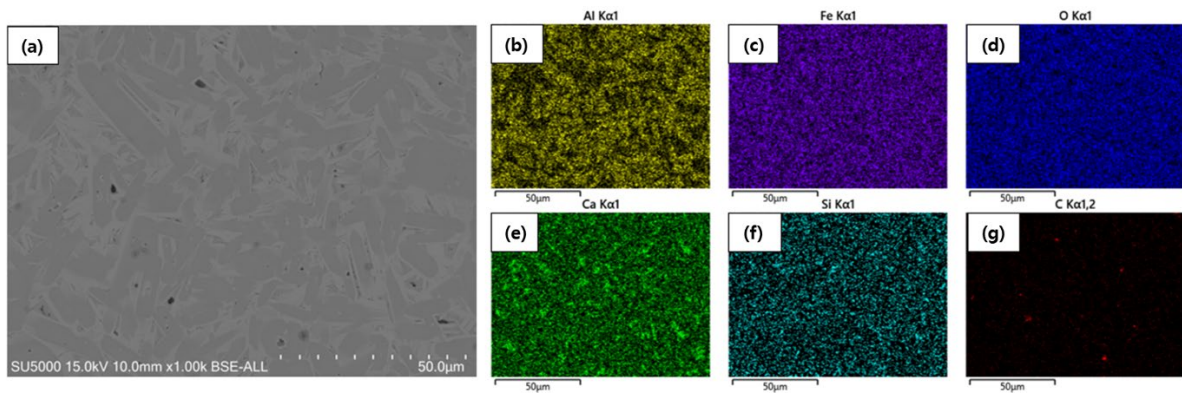 (a)
SU5000 15.0kV 10.0mm x1.00k BSE-ALL 50.0μm
Al Kα1
(b)
50μm
Fe Kα1
(c)
50μm
O Kα1
(d)
50μm
Ca Kα1
(e)
50μm
Si Kα1
(f)
50μm
C Kα1,2
(g)
50μm